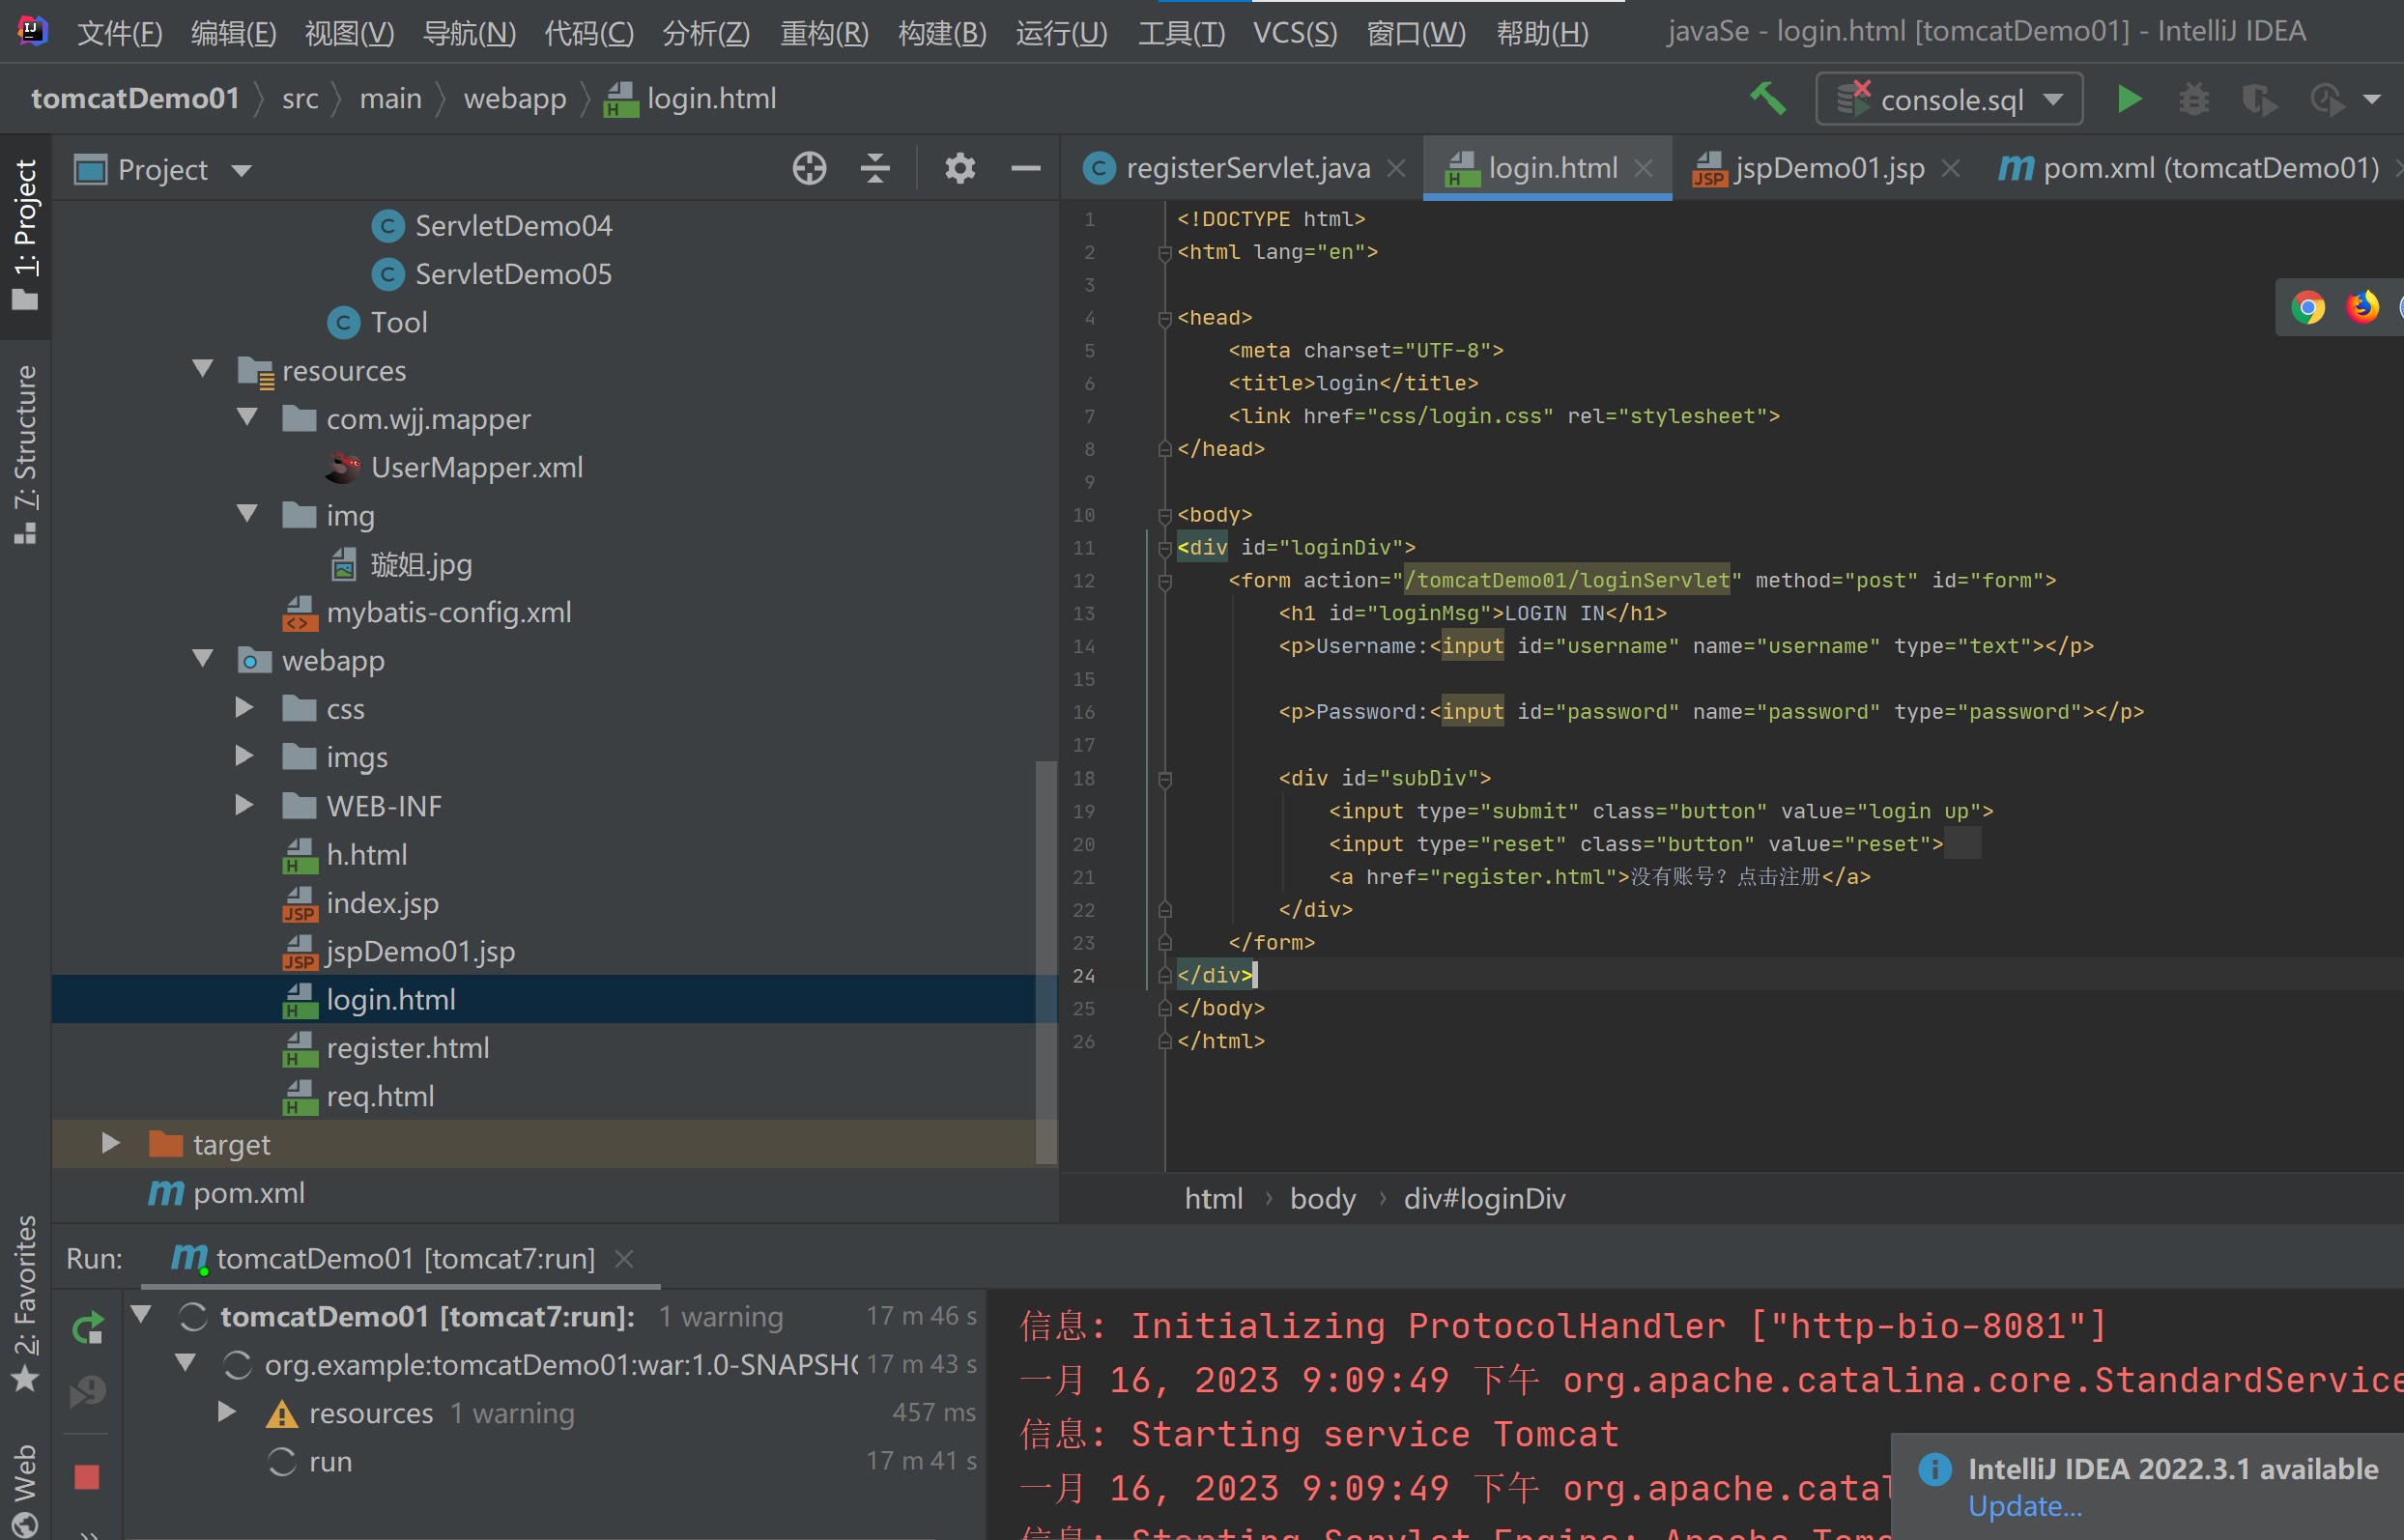 文件(F) 编辑(E) 视图(V) 导航(N) 代码(C) 分析(Z) 重构(R) 构建(B) 运行(U) 工具(T) VCS(S) 窗口(W) 帮助(H) javaSe - login.html [tomcatDemo01] - IntelliJ IDEA
tomcatDemo01 src main webapp login.html
console.sql
1: Project
7: Structure
2: Favorites
Web
Project
ServletDemo04
ServletDemo05
Tool
resources
com.wjj.mapper
UserMapper.xml
img
璇姐.jpg
mybatis-config.xml
webapp
css
imgs
WEB-INF
h.html
index.jsp
jspDemo01.jsp
login.html
register.html
req.html
target
pom.xml
registerServlet.java login.html jspDemo01.jsp pom.xml (tomcatDemo01)
1 <!DOCTYPE html>
2 <html lang="en">
3
4 <head>
5 <meta charset="UTF-8">
6 <title>login</title>
7 <link href="css/login.css" rel="stylesheet">
8 </head>
9
10 <body>
11 <div id="loginDiv">
12 <form action="/tomcatDemo01/loginServlet" method="post" id="form">
13 <h1 id="loginMsg">LOGIN IN</h1>
14 <p>Username:<input id="username" name="username" type="text"></p>
15
16 <p>Password:<input id="password" name="password" type="password"></p>
17
18 <div id="subDiv">
19 <input type="submit" class="button" value="login up">
20 <input type="reset" class="button" value="reset">
21 <a href="register.html">没有账号？点击注册</a>
22 </div>
23 </form>
24 </div>
25 </body>
26 </html>
html body div#loginDiv
Run: tomcatDemo01 [tomcat7:run]
tomcatDemo01 [tomcat7:run]: 1 warning 17 m 46 s
org.example:tomcatDemo01:war:1.0-SNAPSH 17 m 43 s
resources 1 warning 457 ms
run 17 m 41 s
信息: Initializing ProtocolHandler ["http-bio-8081"]
一月 16, 2023 9:09:49 下午 org.apache.catalina.core.StandardService
信息: Starting service Tomcat
一月 16, 2023 9:09:49 下午 org.apache.catal
信息: Starting Servlet Engine: Apache Tomc
IntelliJ IDEA 2022.3.1 available
Update...